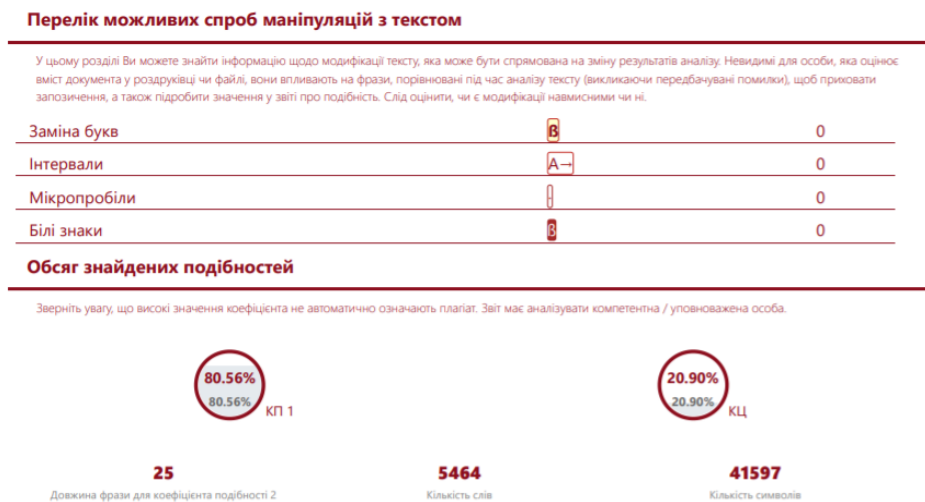 Перелік можливих спроб маніпуляцій з текстом
У цьому розділі Ви можете знайти інформацію щодо модифікації тексту, яка може бути спрямована на зміну результатів аналізу. Невидимі для особи, яка оцінює
вміст документа у роздруківці чи файлі, вони впливають на фрази, порівнювані під час аналізу тексту (викликаючи передбачувані помилки), щоб приховати
запозичення, а також підробити значення у звіті про подібність. Слід оцінити, чи є модифікації навмисними чи ні.
Заміна букв ß 0
Інтервали A→ 0
Мікропробіли 0
Білі знаки ß 0
Обсяг знайдених подібностей
Зверніть увагу, що високі значення коефіцієнта не автоматично означають плагіат. Звіт має аналізувати компетентна / уповноважена особа.
80.56% 20.90%
80.56% КП 1 20.90% КЦ
25 5464 41597
Довжина фрази для коефіцієнта подібності 2 Кількість слів Кількість символів